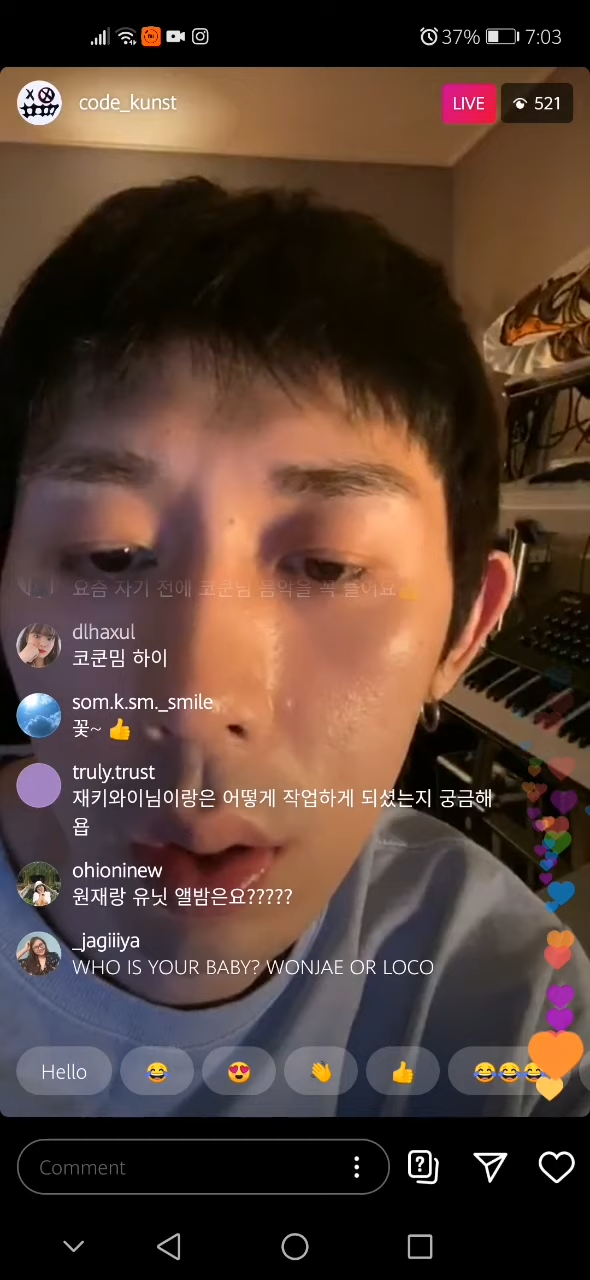 37% 7:03
code_kunst
LIVE 521
요즘 자기 전에 코쿤님 음악을 꼭 들어요
dlhaxul
코쿤밈 하이
som.k.sm._smile
꽃~
truly.trust
재키와이님이랑은 어떻게 작업하게 되셨는지 궁금해
욥
ohioninew
원재랑 유닛 앨밤은요?????
_jagiiiya
WHO IS YOUR BABY? WONJAE OR LOCO
Hello
Comment